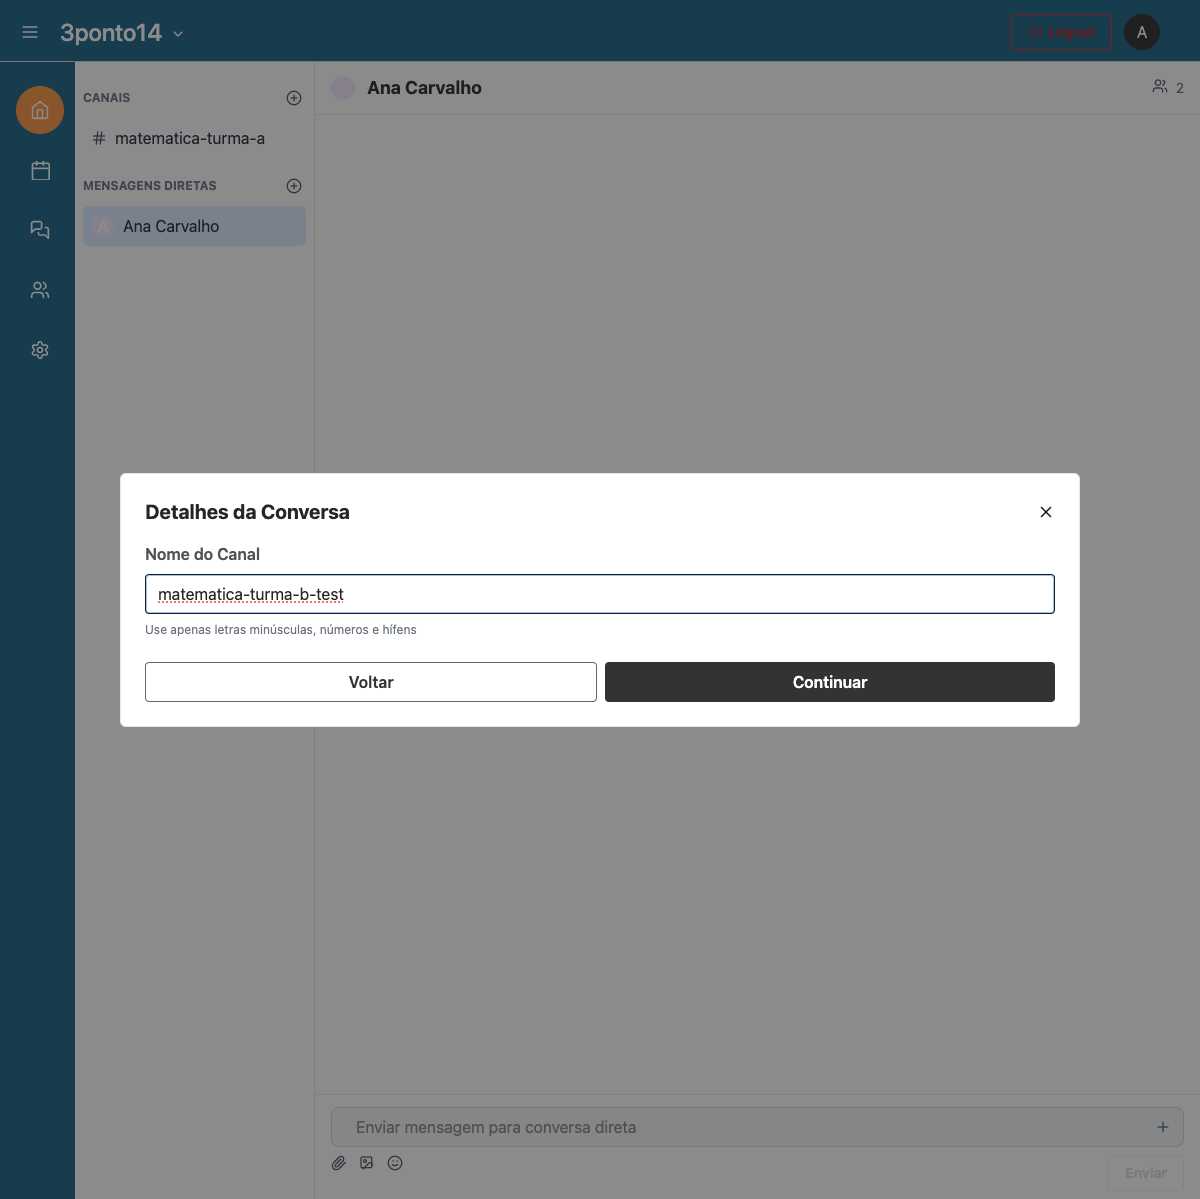 3ponto14
Logout
A
CANAIS
# matematica-turma-a
MENSAGENS DIRETAS
A Ana Carvalho
Ana Carvalho
2
Detalhes da Conversa
Nome do Canal
matematica-turma-b-test
Use apenas letras minúsculas, números e hífens
Voltar
Continuar
Enviar mensagem para conversa direta
Enviar